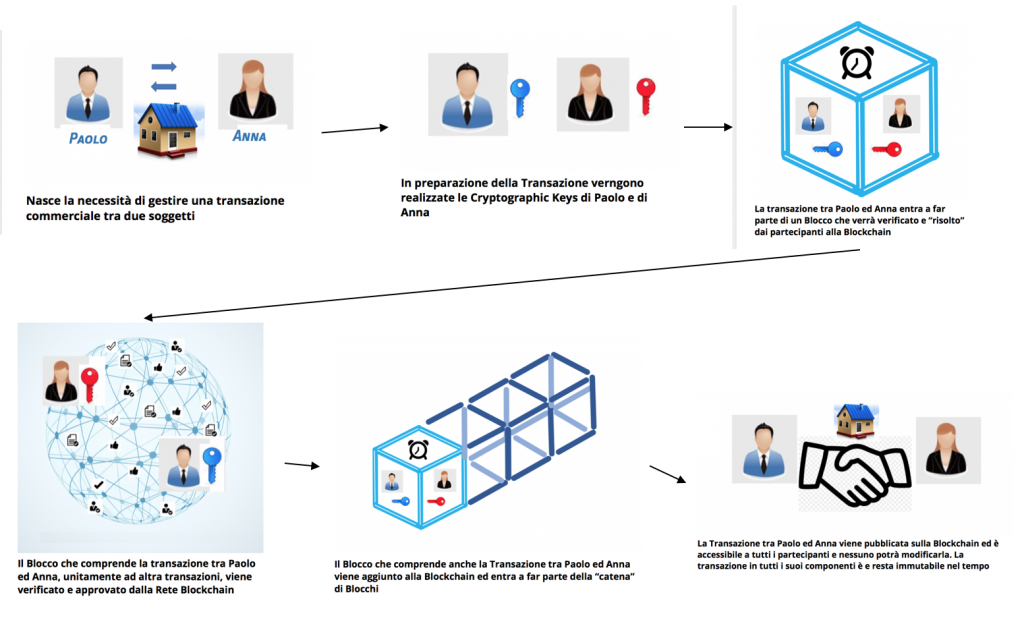 PAOLO
ANNA
Nasce la necessità di gestire una transazione
commerciale tra due soggetti
In preparazione della Transazione verngono
realizzate le Cryptographic Keys di Paolo e di
Anna
La transazione tra Paolo ed Anna entra a far
parte di un Blocco che verrà verificato e “risolto”
dai partecipanti alla Blockchain
Il Blocco che comprende la transazione tra Paolo
ed Anna, unitamente ad altra transazioni, viene
verificato e approvato dalla Rete Blockchain
Il Blocco che comprende anche la Transazione tra Paolo ed Anna
viene aggiunto alla Blockchain ed entra a far parte della “catena”
di Blocchi
La Transazione tra Paolo ed Anna viene pubblicata sulla Blockchain ed è
accessibile a tutti i partecipanti e nessuno potrà modificarla. La
transazione in tutti i suoi componenti è e resta immutabile nel tempo